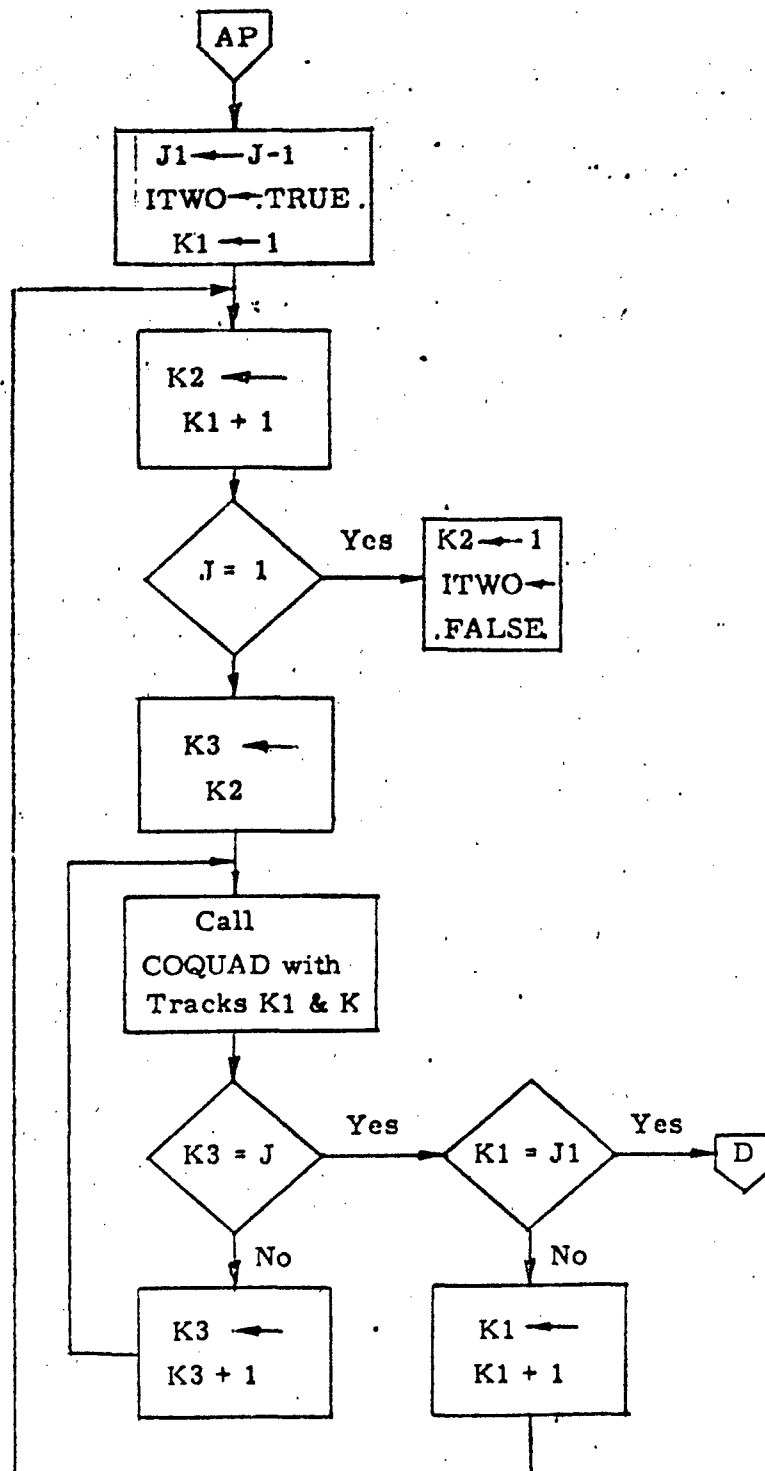 AP
J1 ← J-1
ITWO ← .TRUE.
K1 ← 1
K2 ←
K1 + 1
J = 1
Yes
K2 ← 1
ITWO ←
.FALSE.
K3 ←
K2
Call
COQUAD with
Tracks K1 & K
K3 = J
Yes
K1 = J1
Yes
D
No
No
K3 ←
K3 + 1
K1 ←
K1 + 1